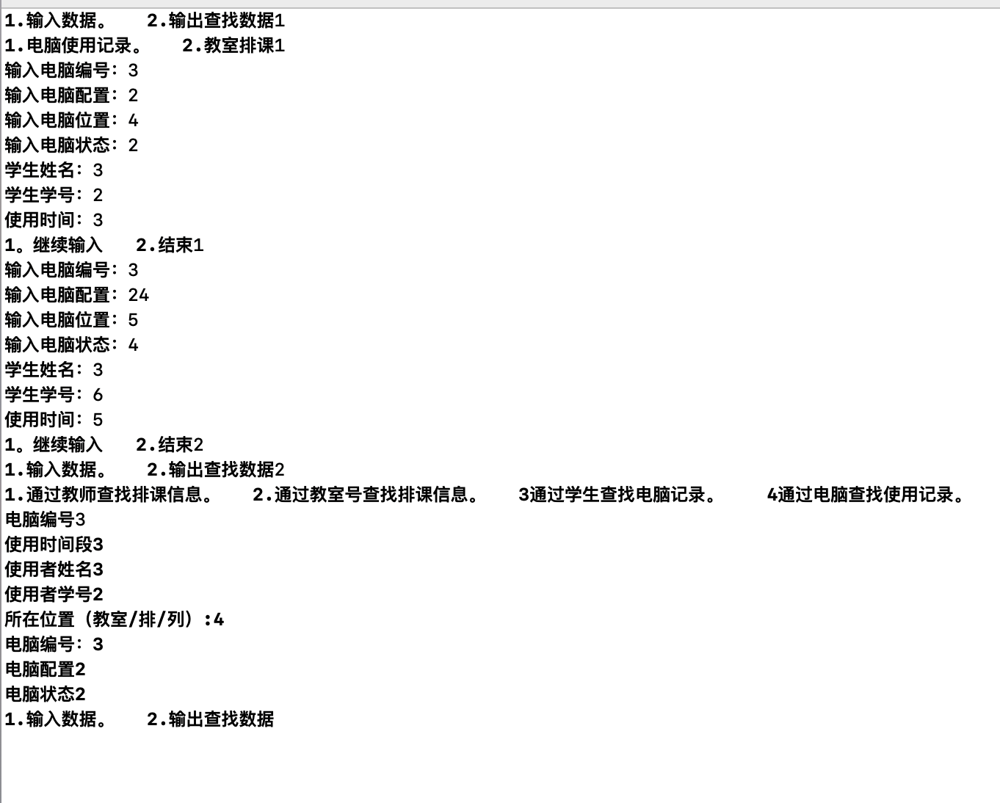 1.输入数据。   2.输出查找数据1
1.电脑使用记录。   2.教室排课1
输入电脑编号：3
输入电脑配置：2
输入电脑位置：4
输入电脑状态：2
学生姓名：3
学生学号：2
使用时间：3
1。继续输入   2.结束1
输入电脑编号：3
输入电脑配置：24
输入电脑位置：5
输入电脑状态：4
学生姓名：3
学生学号：6
使用时间：5
1。继续输入   2.结束2
1.输入数据。   2.输出查找数据2
1.通过教师查找排课信息。   2.通过教室号查找排课信息。   3通过学生查找电脑记录。    4通过电脑查找使用记录。
电脑编号3
使用时间段3
使用者姓名3
使用者学号2
所在位置（教室/排/列）:4
电脑编号：3
电脑配置2
电脑状态2
1.输入数据。   2.输出查找数据